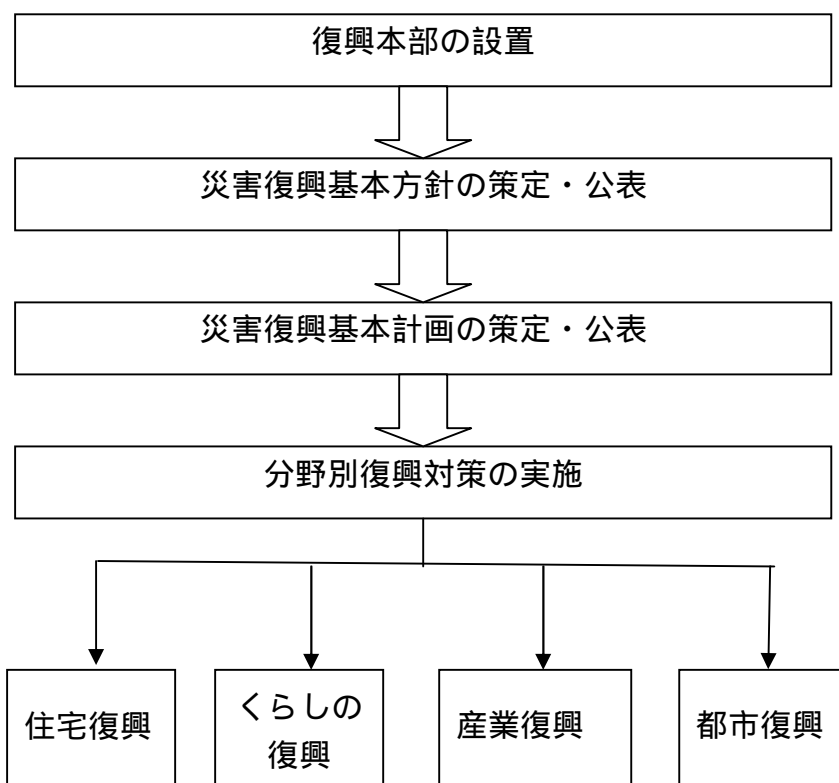 復興本部の設置
災害復興基本方針の策定・公表
災害復興基本計画の策定・公表
分野別復興対策の実施
住宅復興
くらしの
復興
産業復興
都市復興